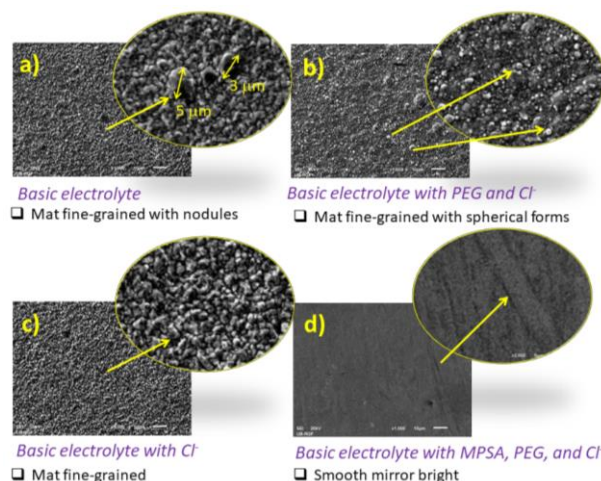 a)
5 μm
3 μm
Basic electrolyte
❑ Mat fine-grained with nodules
b)
Basic electrolyte with PEG and Cl-
❑ Mat fine-grained with spherical forms
c)
Basic electrolyte with Cl-
❑ Mat fine-grained
d)
Basic electrolyte with MPSA, PEG, and Cl-
❑ Smooth mirror bright